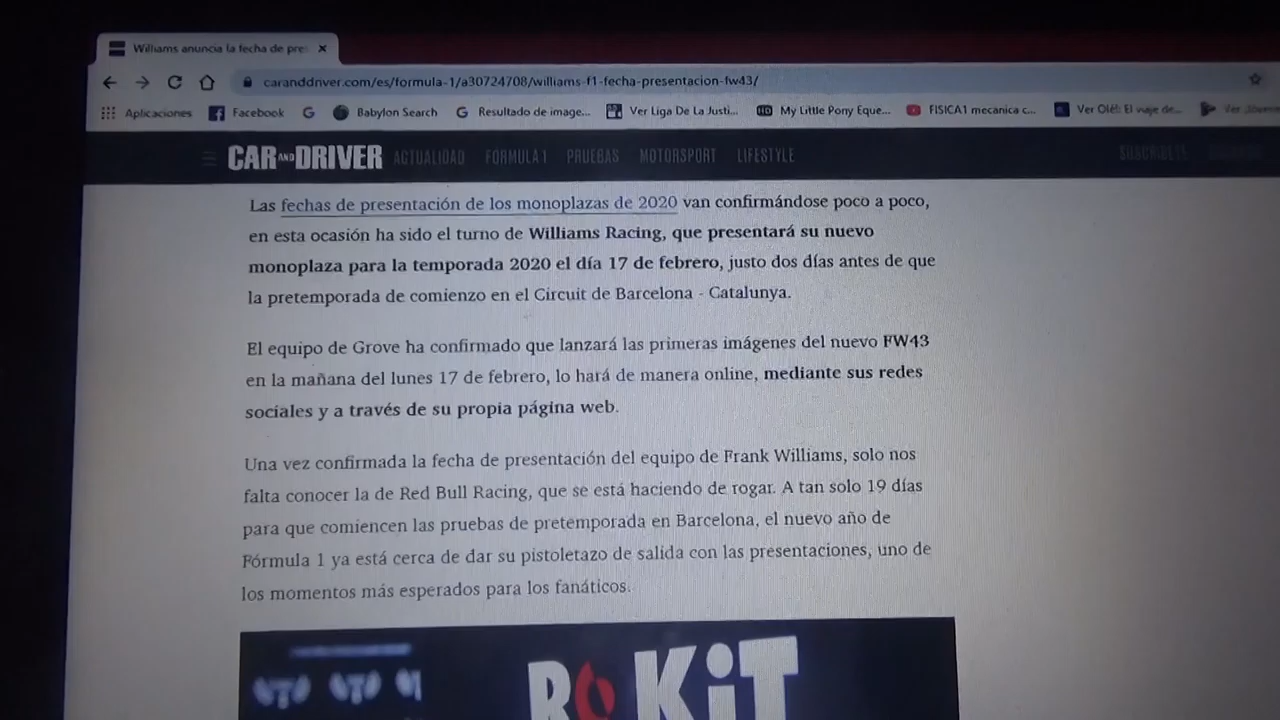 Williams anuncia la fecha de pres
caranddriver.com/es/formula-1/a30724708/williams-f1-fecha-presentacion-fw43/
Aplicaciones Facebook Babylon Search Resultado de image... Ver Liga De La Justi... My Little Pony Eque... FISICA1 mecanica c... Ver Olé!: El viaje de... Ver Jóvene
CAR AND DRIVER ACTUALIDAD FÓRMULA 1 PRUEBAS MOTORSPORT LIFESTYLE SUSCRÍBETE
Las fechas de presentación de los monoplazas de 2020 van confirmándose poco a poco,
en esta ocasión ha sido el turno de Williams Racing, que presentará su nuevo
monoplaza para la temporada 2020 el día 17 de febrero, justo dos días antes de que
la pretemporada de comienzo en el Circuit de Barcelona - Catalunya.
El equipo de Grove ha confirmado que lanzará las primeras imágenes del nuevo FW43
en la mañana del lunes 17 de febrero, lo hará de manera online, mediante sus redes
sociales y a través de su propia página web.
Una vez confirmada la fecha de presentación del equipo de Frank Williams, solo nos
falta conocer la de Red Bull Racing, que se está haciendo de rogar. A tan solo 19 días
para que comiencen las pruebas de pretemporada en Barcelona, el nuevo año de
Fórmula 1 ya está cerca de dar su pistoletazo de salida con las presentaciones, uno de
los momentos más esperados para los fanáticos.
ROKiT